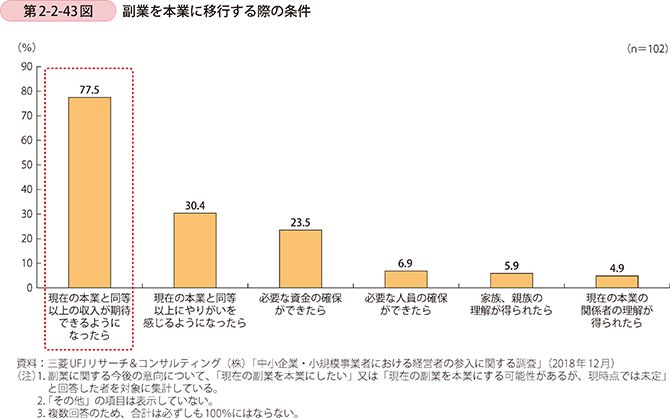 第2-2-43図
副業を本業に移行する際の条件
(%)
(n=102)
90
80
70
60
50
40
30
20
10
0
77.5
30.4
23.5
6.9
5.9
4.9
現在の本業と同等
以上の収入が期待
できるように
なったら
現在の本業と同等
以上にやりがいを
感じるようになったら
必要な資金の確保
ができたら
必要な人員の確保
ができたら
家族、親族の
理解が得られたら
現在の本業の
関係者の理解が
得られたら
資料：三菱UFJリサーチ&コンサルティング（株）「中小企業・小規模事業者における経営者の参入に関する調査」（2018年12月）
（注）1. 副業に関する今後の意向について、「現在の副業を本業にしたい」又は「現在の副業を本業にする可能性があるが、現時点では未定」
と回答した者を対象に集計している。
2.「その他」の項目は表示していない。
3. 複数回答のため、合計は必ずしも100%にはならない。